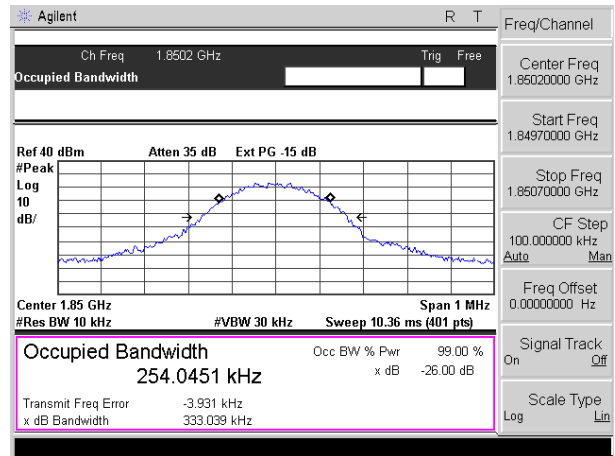 Agilent R T
Ch Freq 1.8502 GHz Trig Free
Occupied Bandwidth
Ref 40 dBm Atten 35 dB Ext PG -15 dB
#Peak
Log
10
dB/
Center 1.85 GHz Span 1 MHz
#Res BW 10 kHz #VBW 30 kHz Sweep 10.36 ms (401 pts)
Occupied Bandwidth Occ BW % Pwr 99.00 %
254.0451 kHz x dB -26.00 dB
Transmit Freq Error -3.931 kHz
x dB Bandwidth 333.039 kHz
Freq/Channel
Center Freq
1.85020000 GHz
Start Freq
1.84970000 GHz
Stop Freq
1.85070000 GHz
CF Step
100.000000 kHz
Auto Man
Freq Offset
0.00000000 Hz
Signal Track
On Off
Scale Type
Log Lin